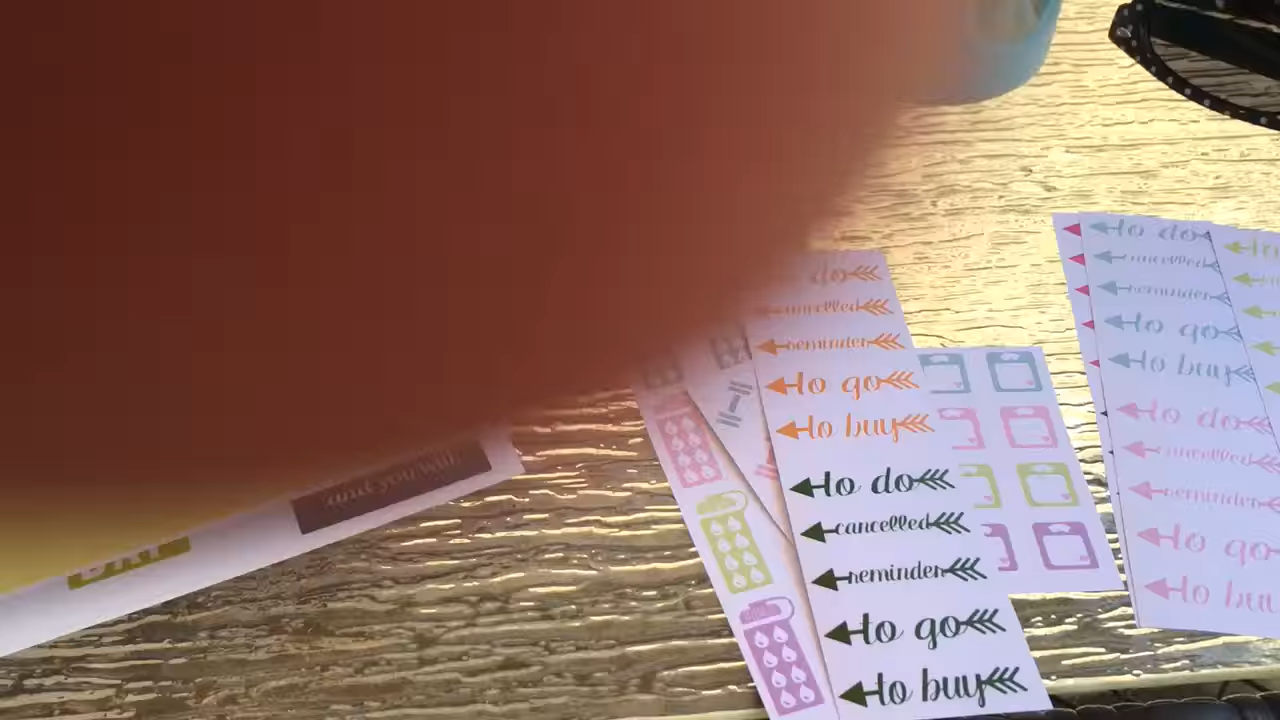 and you will
do
cancelled
reminder
to go
to buy
to do
cancelled
reminder
to go
to buy
to do
cancelled
reminder
to go
to buy
to do
cancelled
reminder
to go
to buy
to